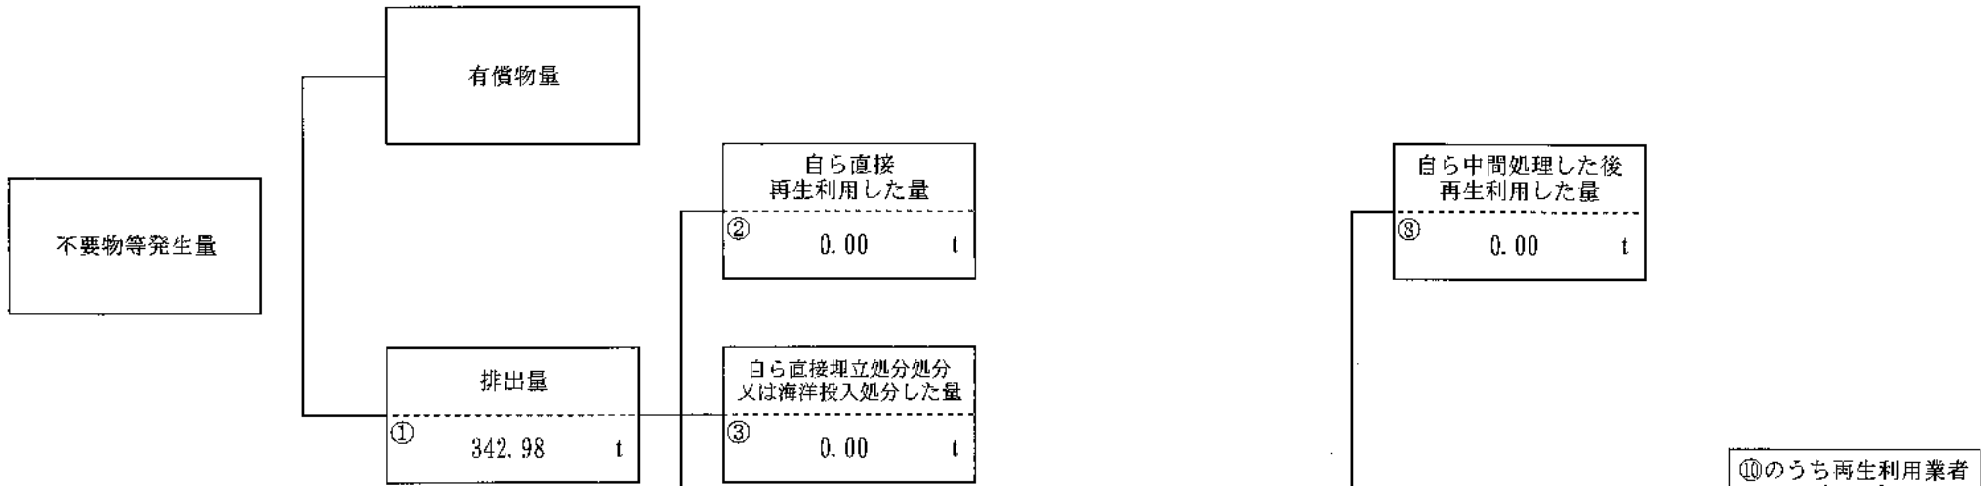 有償物量
不要物等発生量
自ら直接
再生利用した量
②
0.00 t
自ら中間処理した後
再生利用した量
⑧
0.00 t
排出量
①
342.98 t
自ら直接埋立処分処分
又は海洋投入処分した量
③
0.00 t
⑩のうち再生利用業者